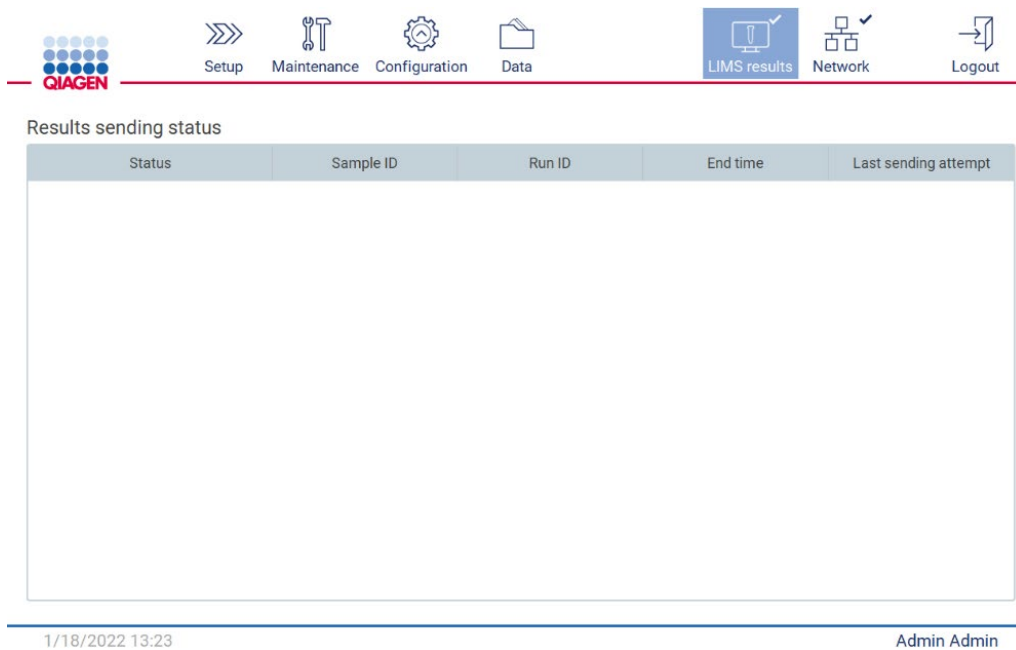 QIAGEN
Setup Maintenance Configuration Data LIMS results Network Logout
Results sending status
Status Sample ID Run ID End time Last sending attempt
1/18/2022 13:23 Admin Admin